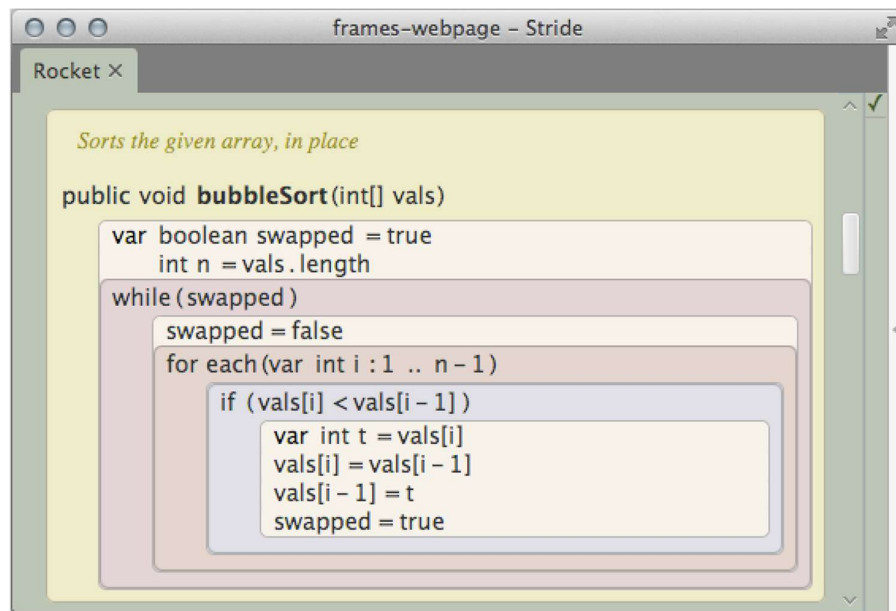 frames-webpage – Stride
Rocket ×
Sorts the given array, in place
public void bubbleSort(int[] vals)
var boolean swapped = true
int n = vals.length
while(swapped)
swapped = false
for each(var int i : 1 .. n – 1)
if (vals[i] < vals[i – 1])
var int t = vals[i]
vals[i] = vals[i – 1]
vals[i – 1] = t
swapped = true